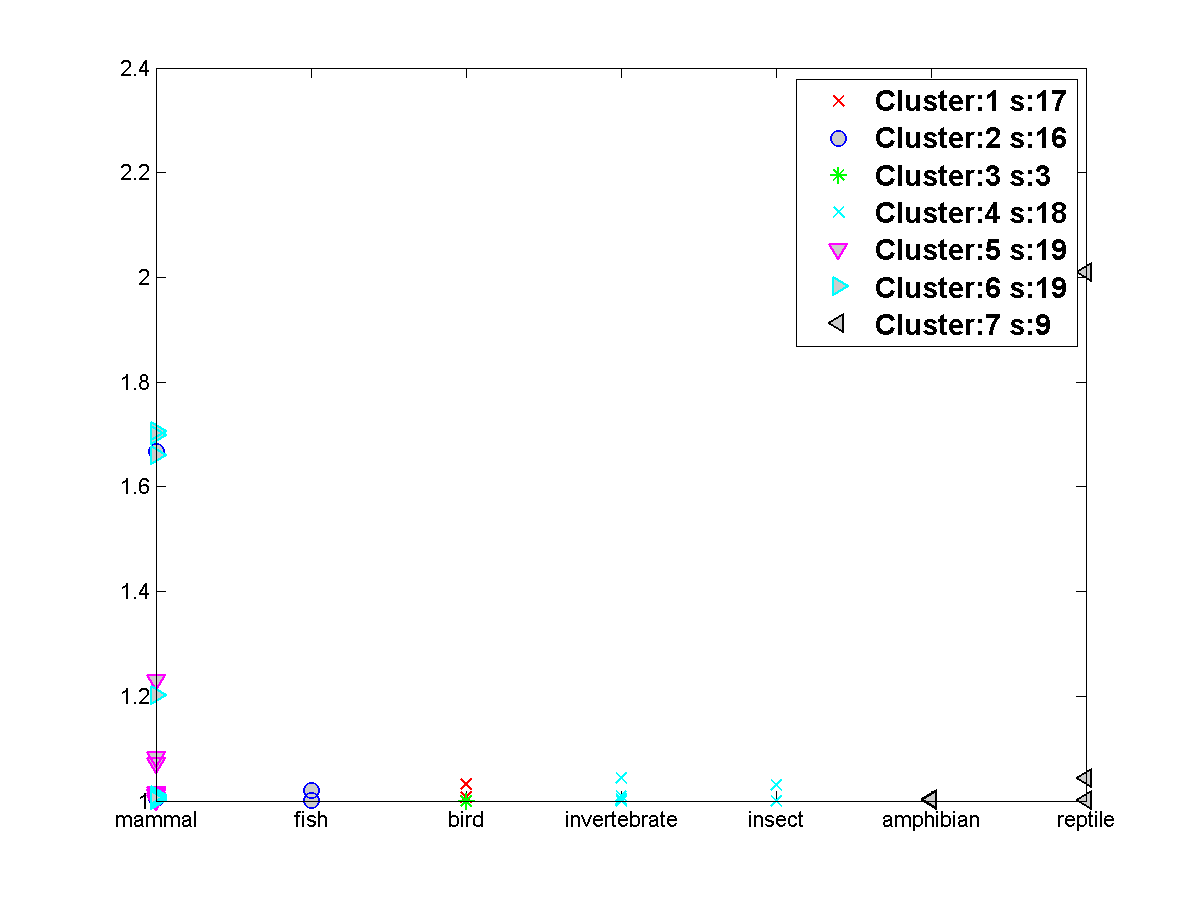 2.4
2.2
2
1.8
1.6
1.4
1.2
1
mammal fish bird invertebrate insect amphibian reptile
Cluster:1 s:17
Cluster:2 s:16
Cluster:3 s:3
Cluster:4 s:18
Cluster:5 s:19
Cluster:6 s:19
Cluster:7 s:9